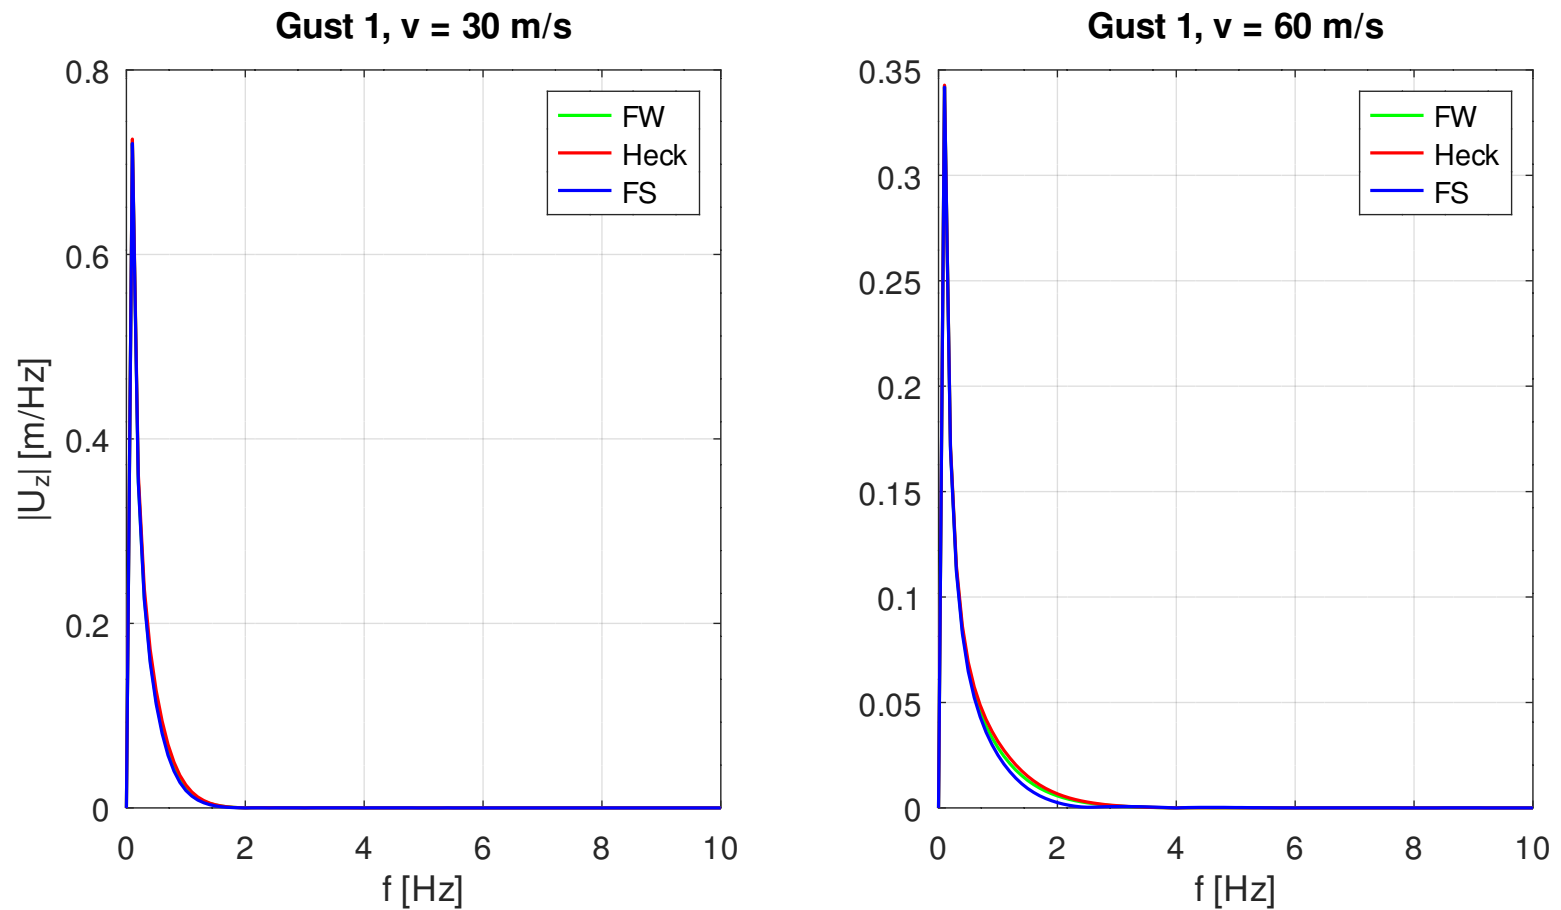 Gust 1, v = 30 m/s
|U_z| [m/Hz]
0.8
0.6
0.4
0.2
0
0 2 4 6 8 10
f [Hz]
FW
Heck
FS
Gust 1, v = 60 m/s
0.35
0.3
0.25
0.2
0.15
0.1
0.05
0
0 2 4 6 8 10
f [Hz]
FW
Heck
FS